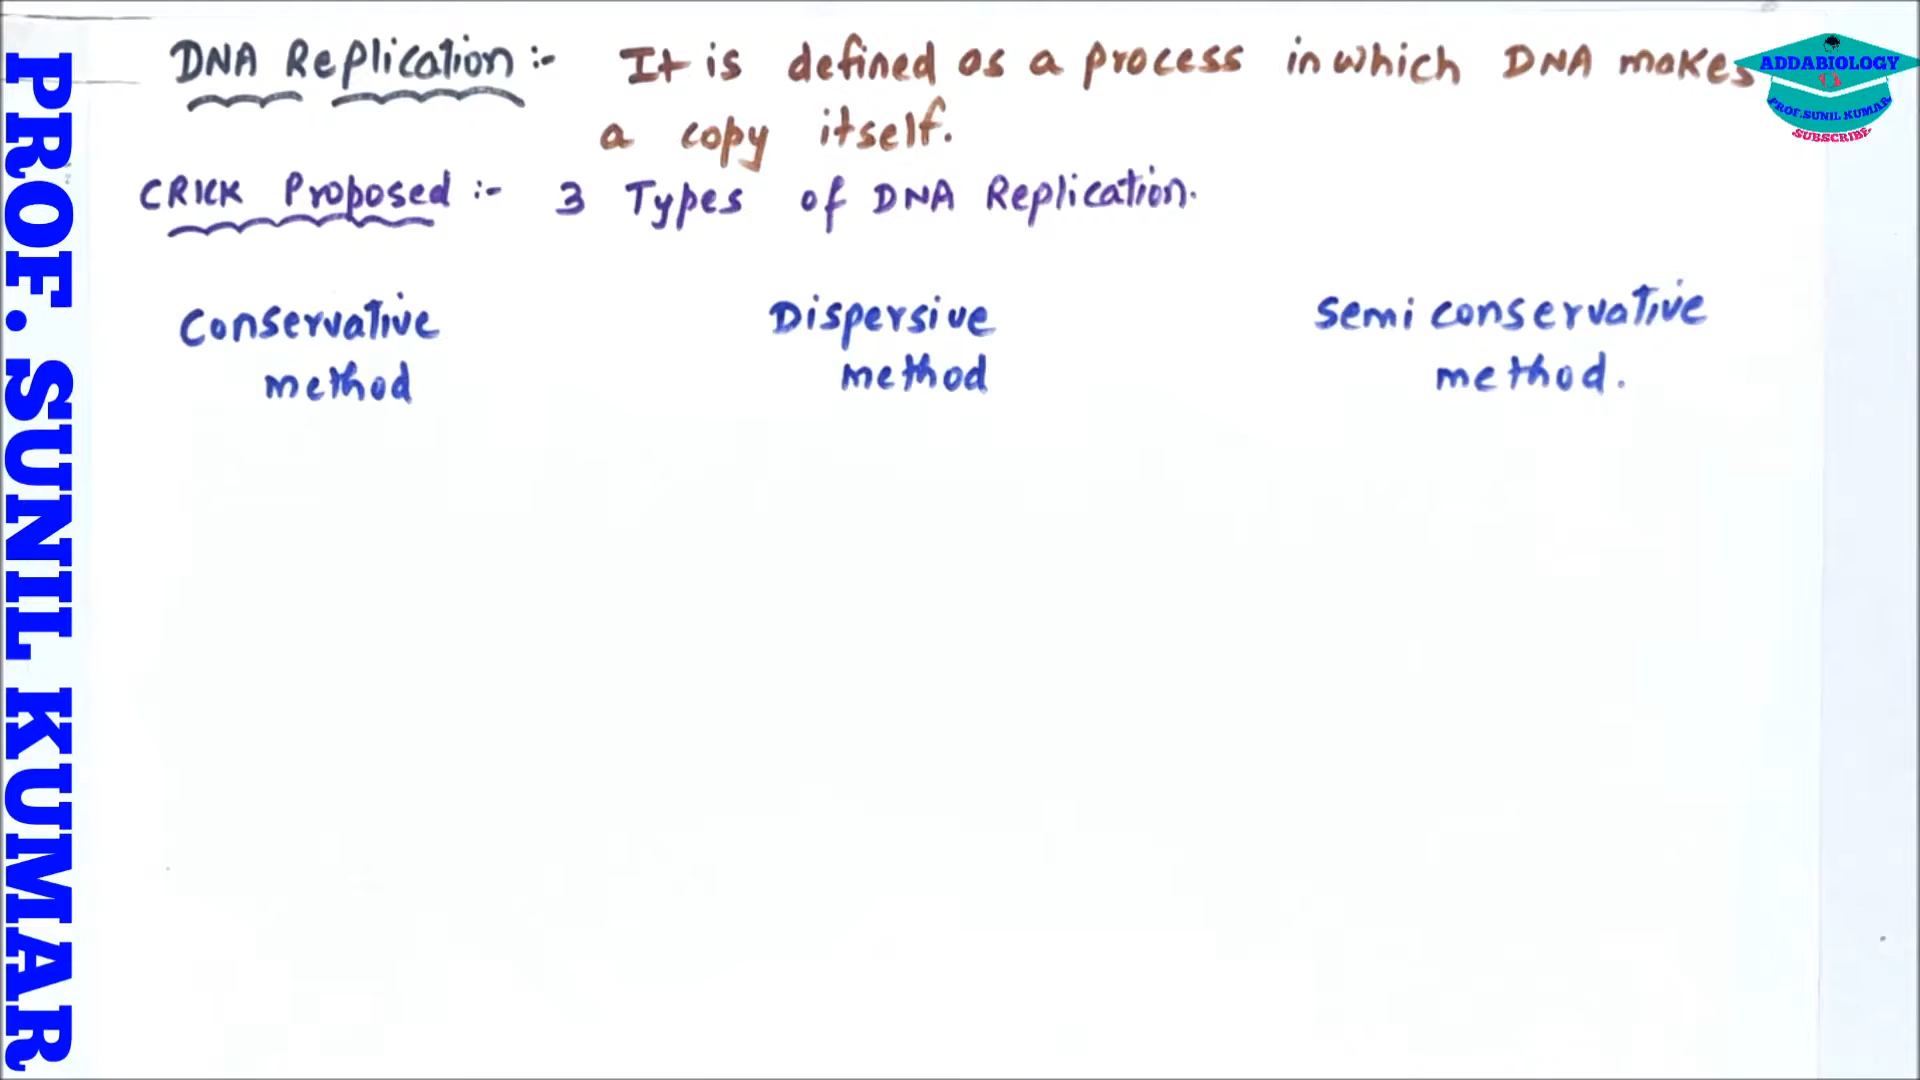 DNA Replication :- It is defined as a process in which DNA makes
a copy itself.
CRICK Proposed :- 3 Types of DNA Replication.
Conservative method
Dispersive method
Semi conservative method.
PROF. SUNIL KUMAR
ADDABIOLOGY
PROF.SUNIL KUMAR
SUBSCRIBE